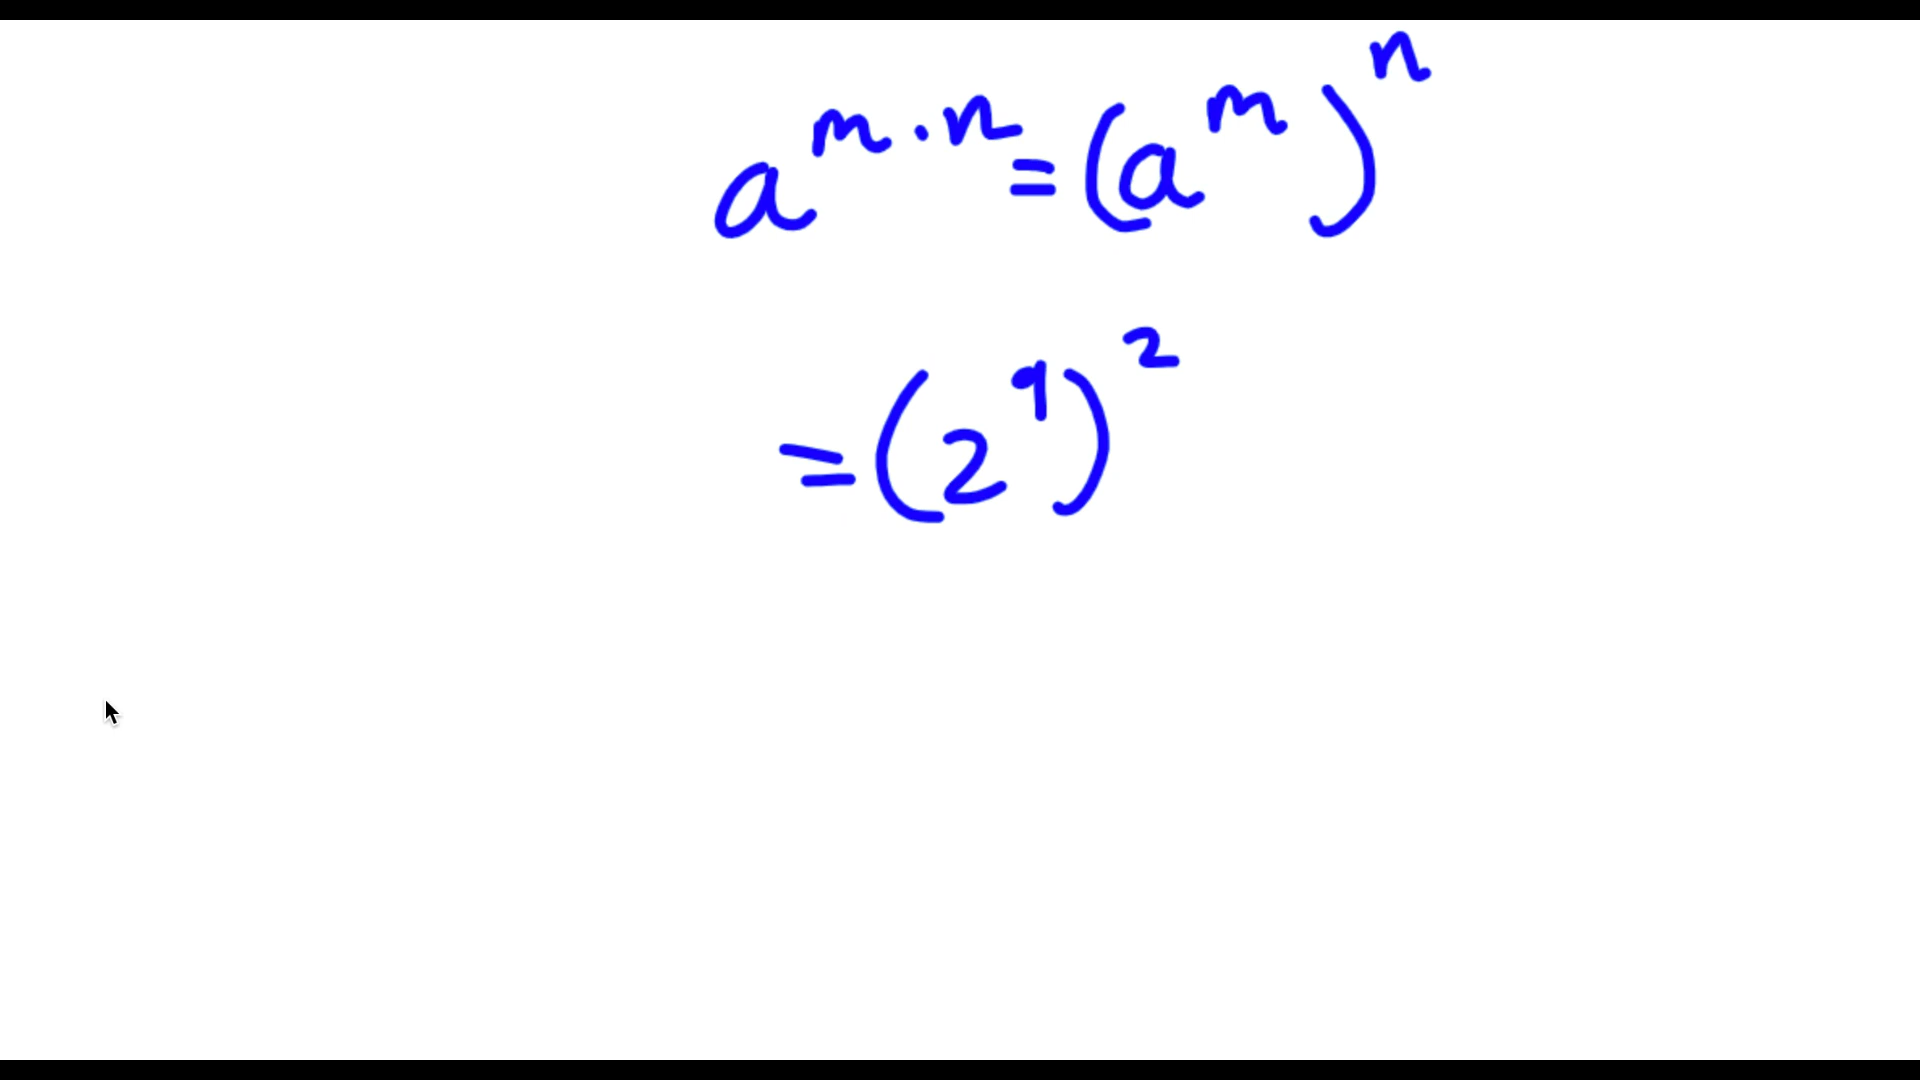 a^{m·n} = (a^m)^n
= (2^9)^2